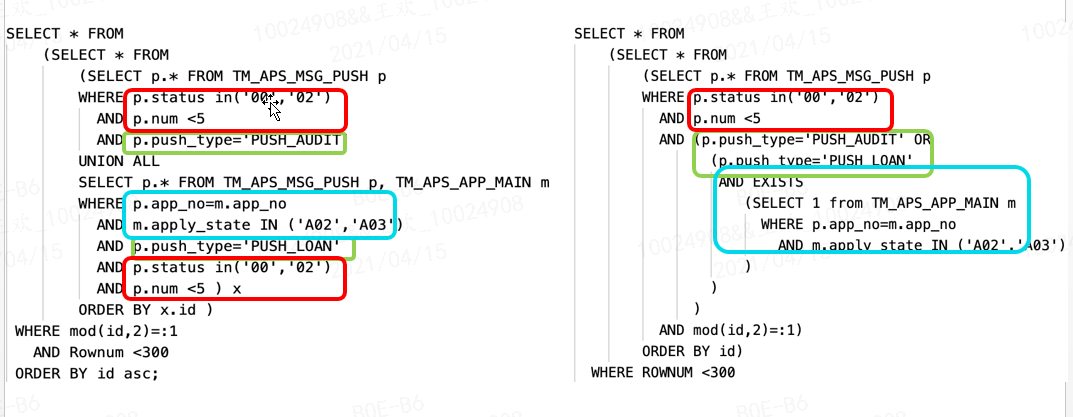 SELECT * FROM
(SELECT * FROM
(SELECT p.* FROM TM_APS_MSG_PUSH p
WHERE p.status in('00','02')
AND p.num <5
AND p.push_type='PUSH_AUDIT'
UNION ALL
SELECT p.* FROM TM_APS_MSG_PUSH p, TM_APS_APP_MAIN m
WHERE p.app_no=m.app_no
AND m.apply_state IN ('A02','A03')
AND p.push_type='PUSH_LOAN'
AND p.status in('00','02')
AND p.num <5 ) x
ORDER BY x.id )
WHERE mod(id,2)=:1
AND Rownum <300
ORDER BY id asc;
SELECT * FROM
(SELECT * FROM
(SELECT p.* FROM TM_APS_MSG_PUSH p
WHERE p.status in('00','02')
AND p.num <5
AND (p.push_type='PUSH_AUDIT' OR
(p.push_type='PUSH_LOAN'
AND EXISTS
(SELECT 1 from TM_APS_APP_MAIN m
WHERE p.app_no=m.app_no
AND m.apply_state IN ('A02','A03')
)
)
)
AND mod(id,2)=:1)
ORDER BY id)
WHERE ROWNUM <300
10024908&&王欢_10024908
2021/04/15